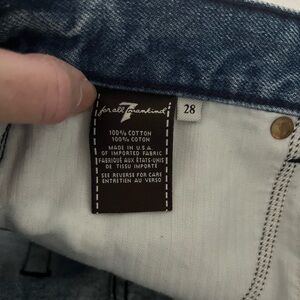 for all 7 mankind
28
100% COTTON
100% COTON
MADE IN U.S.A.
OF IMPORTED FABRIC
FABRIQUÉ AUX ÉTATS-UNIS
DE TISSU IMPORTÉ
SEE REVERSE FOR CARE
ENTRETIEN AU VERSO